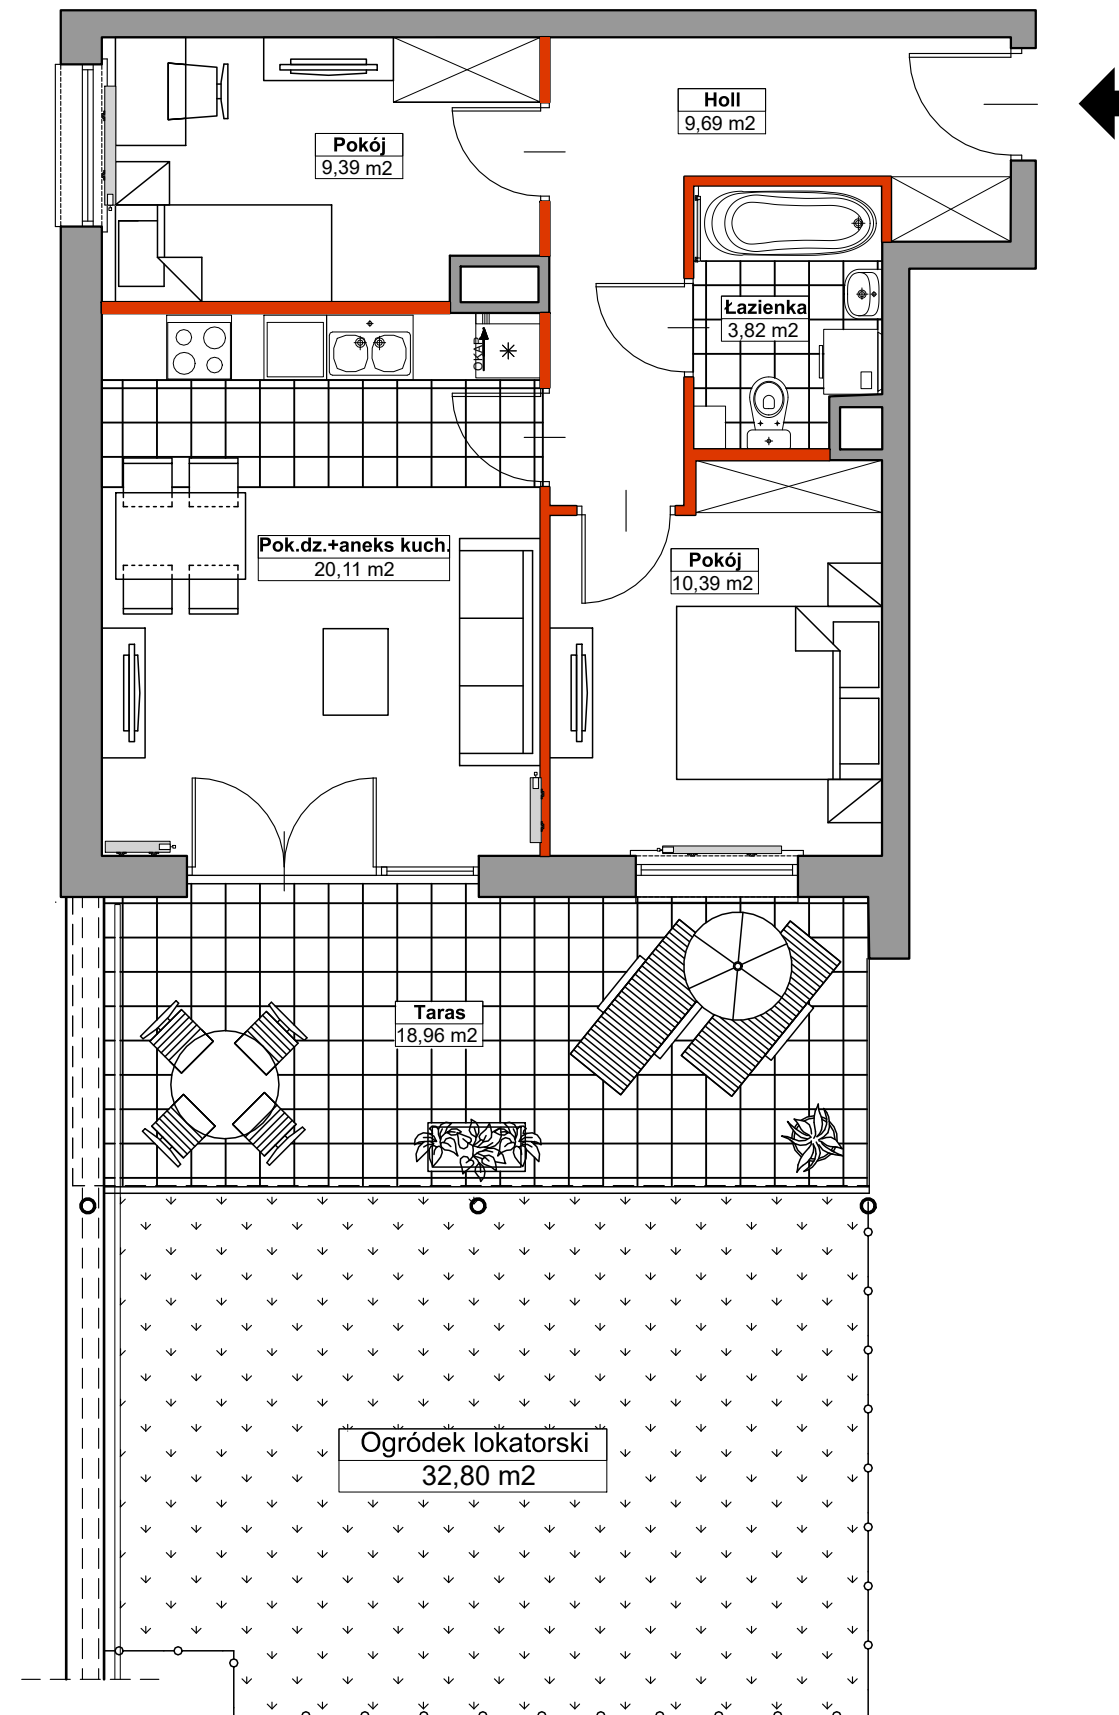 Holl
9,69 m2
Pokój
9,39 m2
Łazienka
3,82 m2
OKAP
Pok.dz.+aneks kuch.
20,11 m2
Pokój
10,39 m2
Taras
18,96 m2
Ogródek lokatorski
32,80 m2